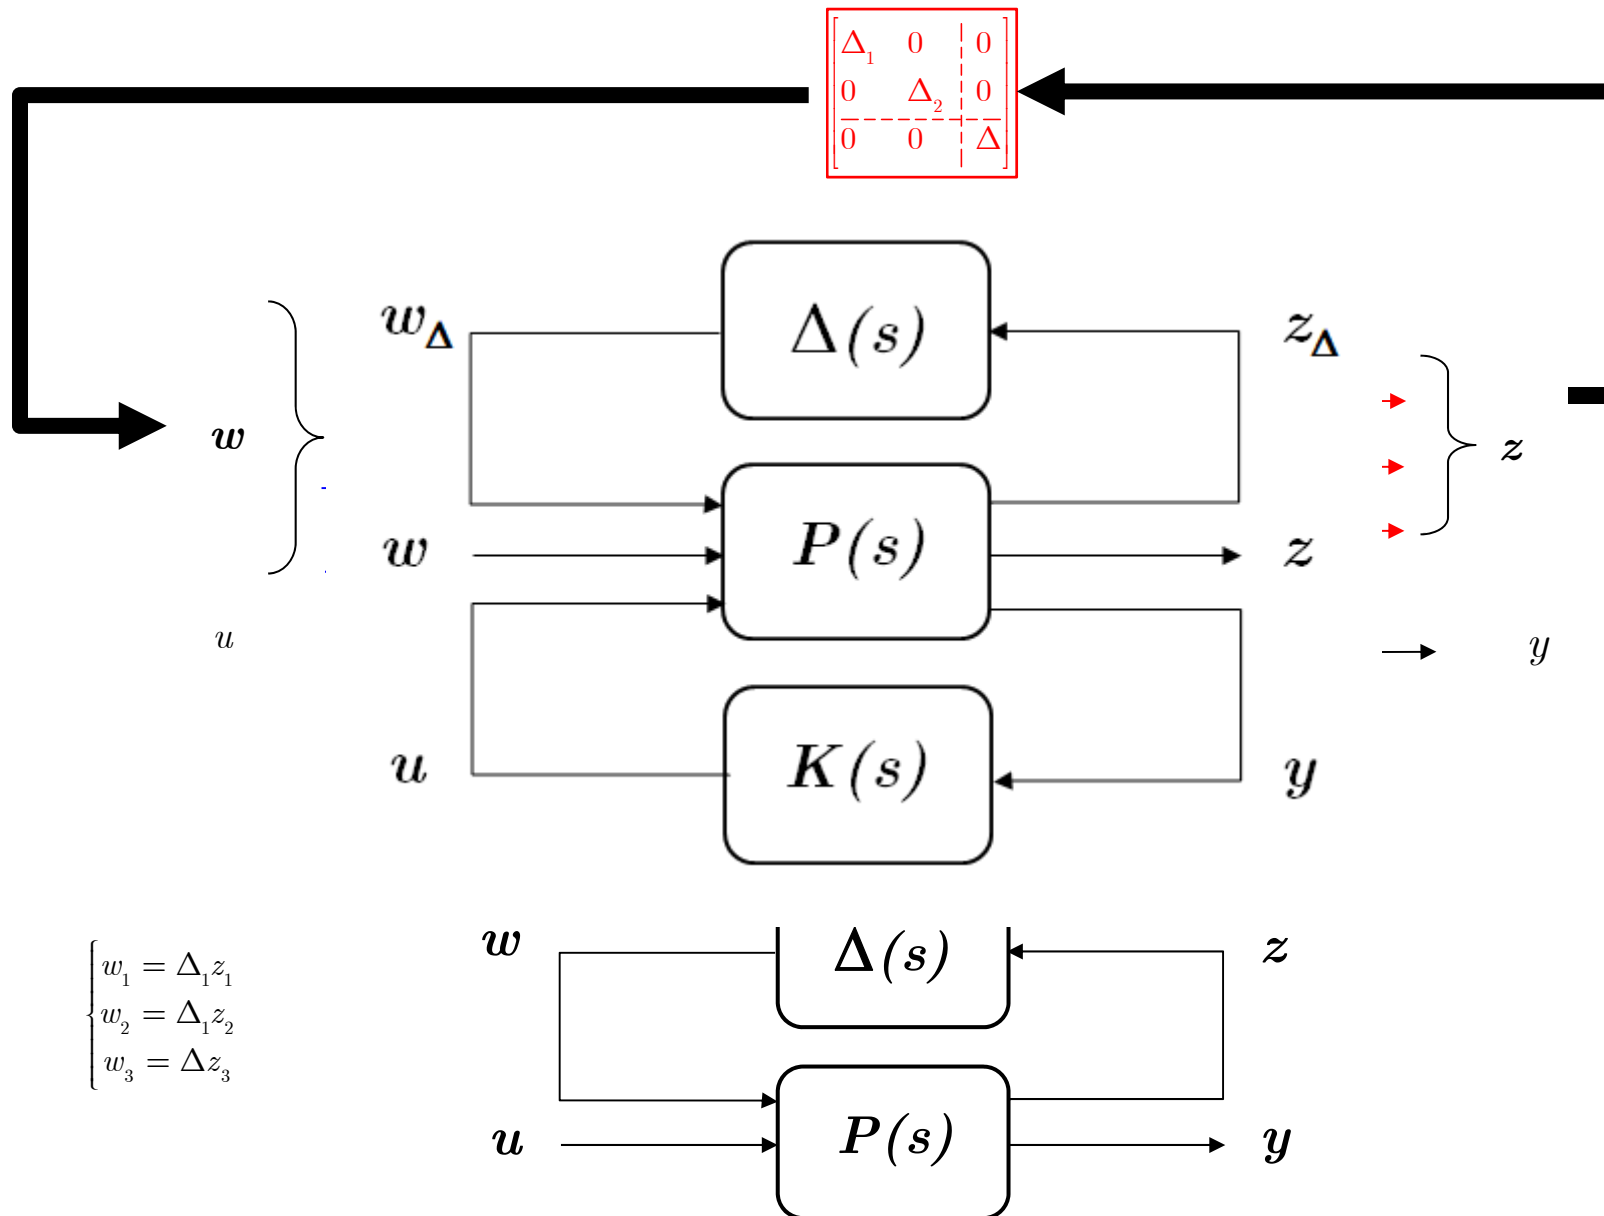 Δ₁ 0 0
0 Δ₂ 0
0 0 Δ
w_Δ Δ(s) z_Δ
w z
w P(s) z
u y
u K(s) y
w Δ(s) z
w₁ = Δ₁z₁
w₂ = Δ₁z₂
w₃ = Δz₃
u P(s) y